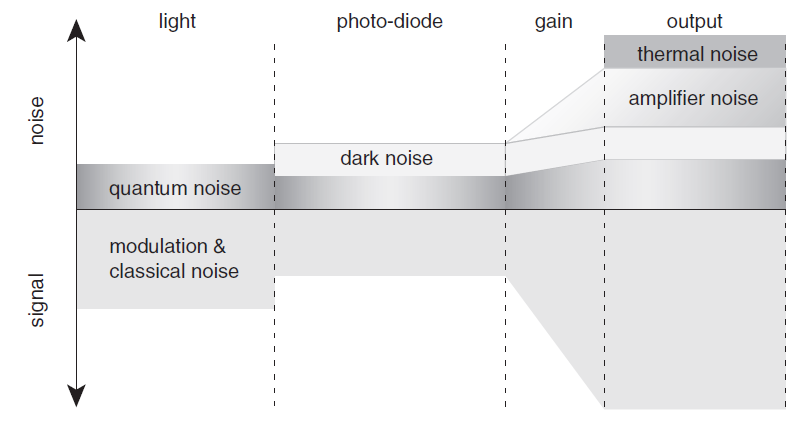 light
photo-diode
gain
output
thermal noise
amplifier noise
noise
dark noise
quantum noise
modulation &
classical noise
signal